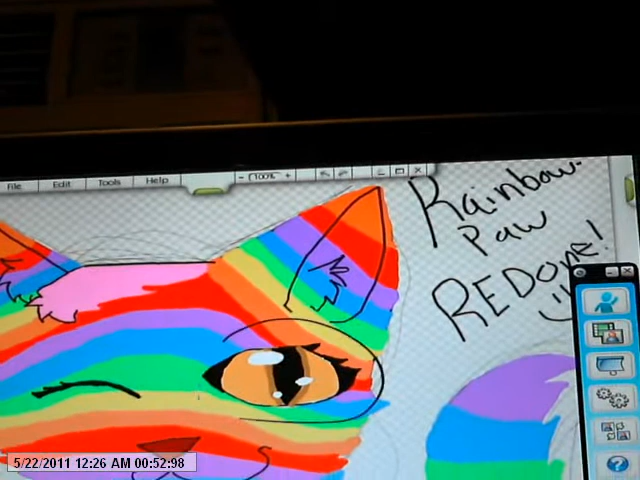 File Edit Tools Help
- 100% +
Rainbow-
Paw
REDone!
5/22/2011 12:26 AM 00:52:98